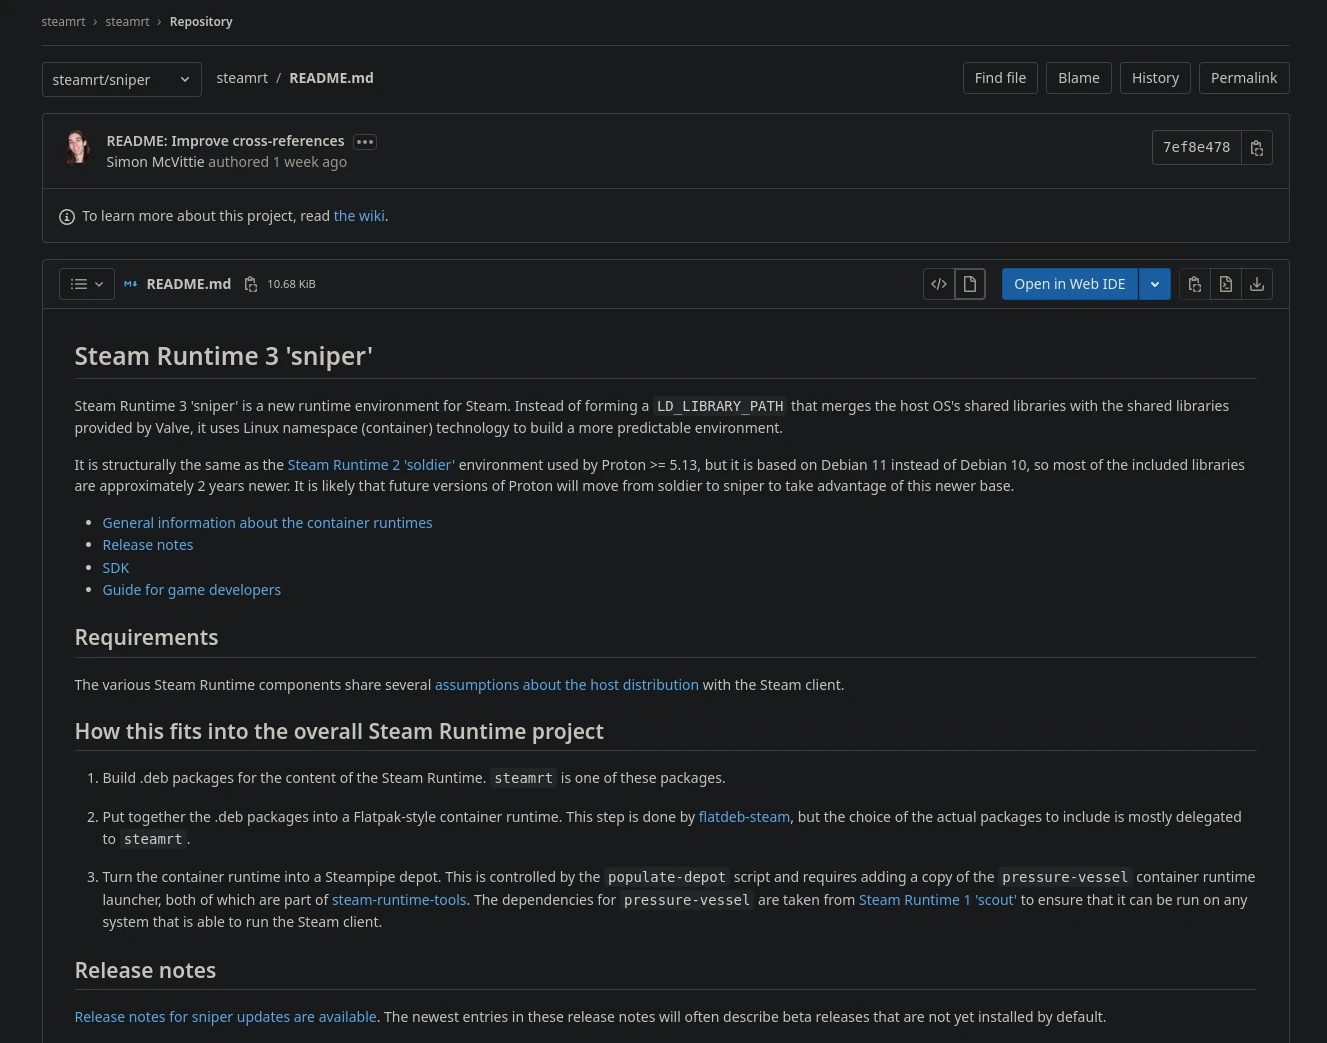 steamrt › steamrt › Repository
steamrt/sniper
steamrt / README.md
Find file
Blame
History
Permalink
README: Improve cross-references
Simon McVittie authored 1 week ago
7ef8e478
To learn more about this project, read the wiki.
README.md
10.68 KiB
</>
Open in Web IDE
Steam Runtime 3 'sniper'
Steam Runtime 3 'sniper' is a new runtime environment for Steam. Instead of forming a LD_LIBRARY_PATH that merges the host OS's shared libraries with the shared libraries
provided by Valve, it uses Linux namespace (container) technology to build a more predictable environment.
It is structurally the same as the Steam Runtime 2 'soldier' environment used by Proton >= 5.13, but it is based on Debian 11 instead of Debian 10, so most of the included libraries
are approximately 2 years newer. It is likely that future versions of Proton will move from soldier to sniper to take advantage of this newer base.
• General information about the container runtimes
• Release notes
• SDK
• Guide for game developers
Requirements
The various Steam Runtime components share several assumptions about the host distribution with the Steam client.
How this fits into the overall Steam Runtime project
1. Build .deb packages for the content of the Steam Runtime. steamrt is one of these packages.
2. Put together the .deb packages into a Flatpak-style container runtime. This step is done by flatdeb-steam, but the choice of the actual packages to include is mostly delegated
to steamrt.
3. Turn the container runtime into a Steampipe depot. This is controlled by the populate-depot script and requires adding a copy of the pressure-vessel container runtime
launcher, both of which are part of steam-runtime-tools. The dependencies for pressure-vessel are taken from Steam Runtime 1 'scout' to ensure that it can be run on any
system that is able to run the Steam client.
Release notes
Release notes for sniper updates are available. The newest entries in these release notes will often describe beta releases that are not yet installed by default.